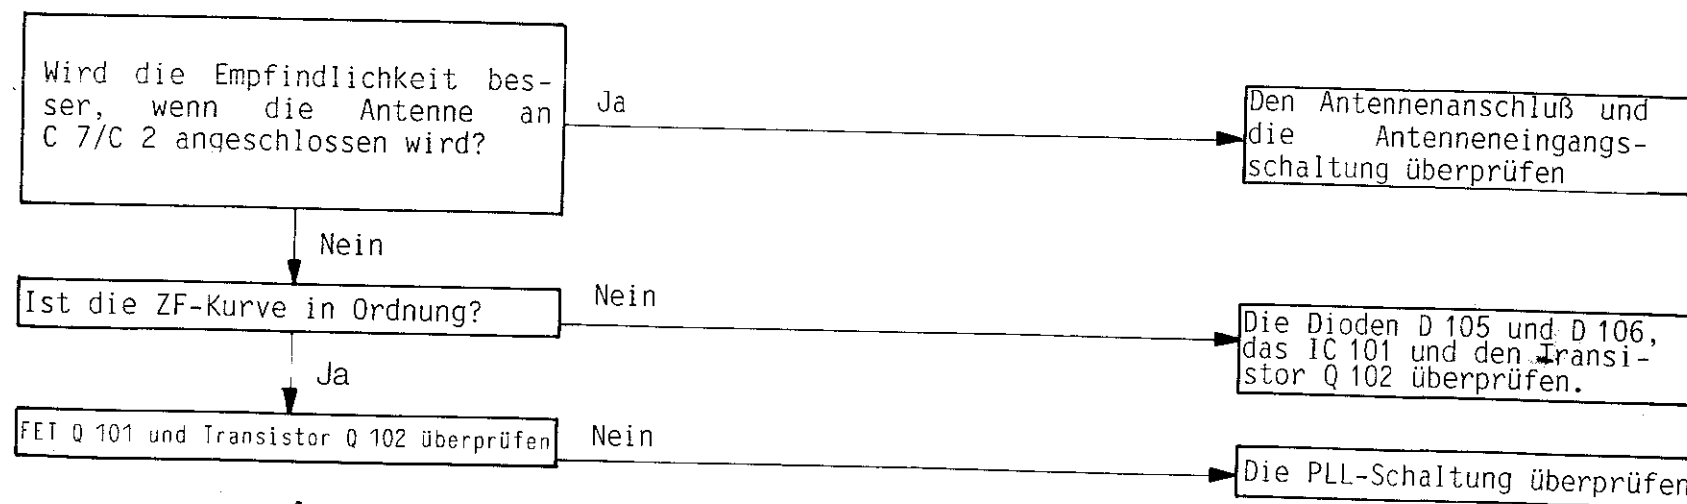 Wird die Empfindlichkeit bes-
ser, wenn die Antenne an
C 7/C 2 angeschlossen wird?
Ja
Den Antennenanschluß und
die Antenneneingangs-
schaltung überprüfen
Nein
Ist die ZF-Kurve in Ordnung?
Nein
Die Dioden D 105 und D 106,
das IC 101 und den Transi-
stor Q 102 überprüfen.
Ja
FET Q 101 und Transistor Q 102 überprüfen
Nein
Die PLL-Schaltung überprüfen